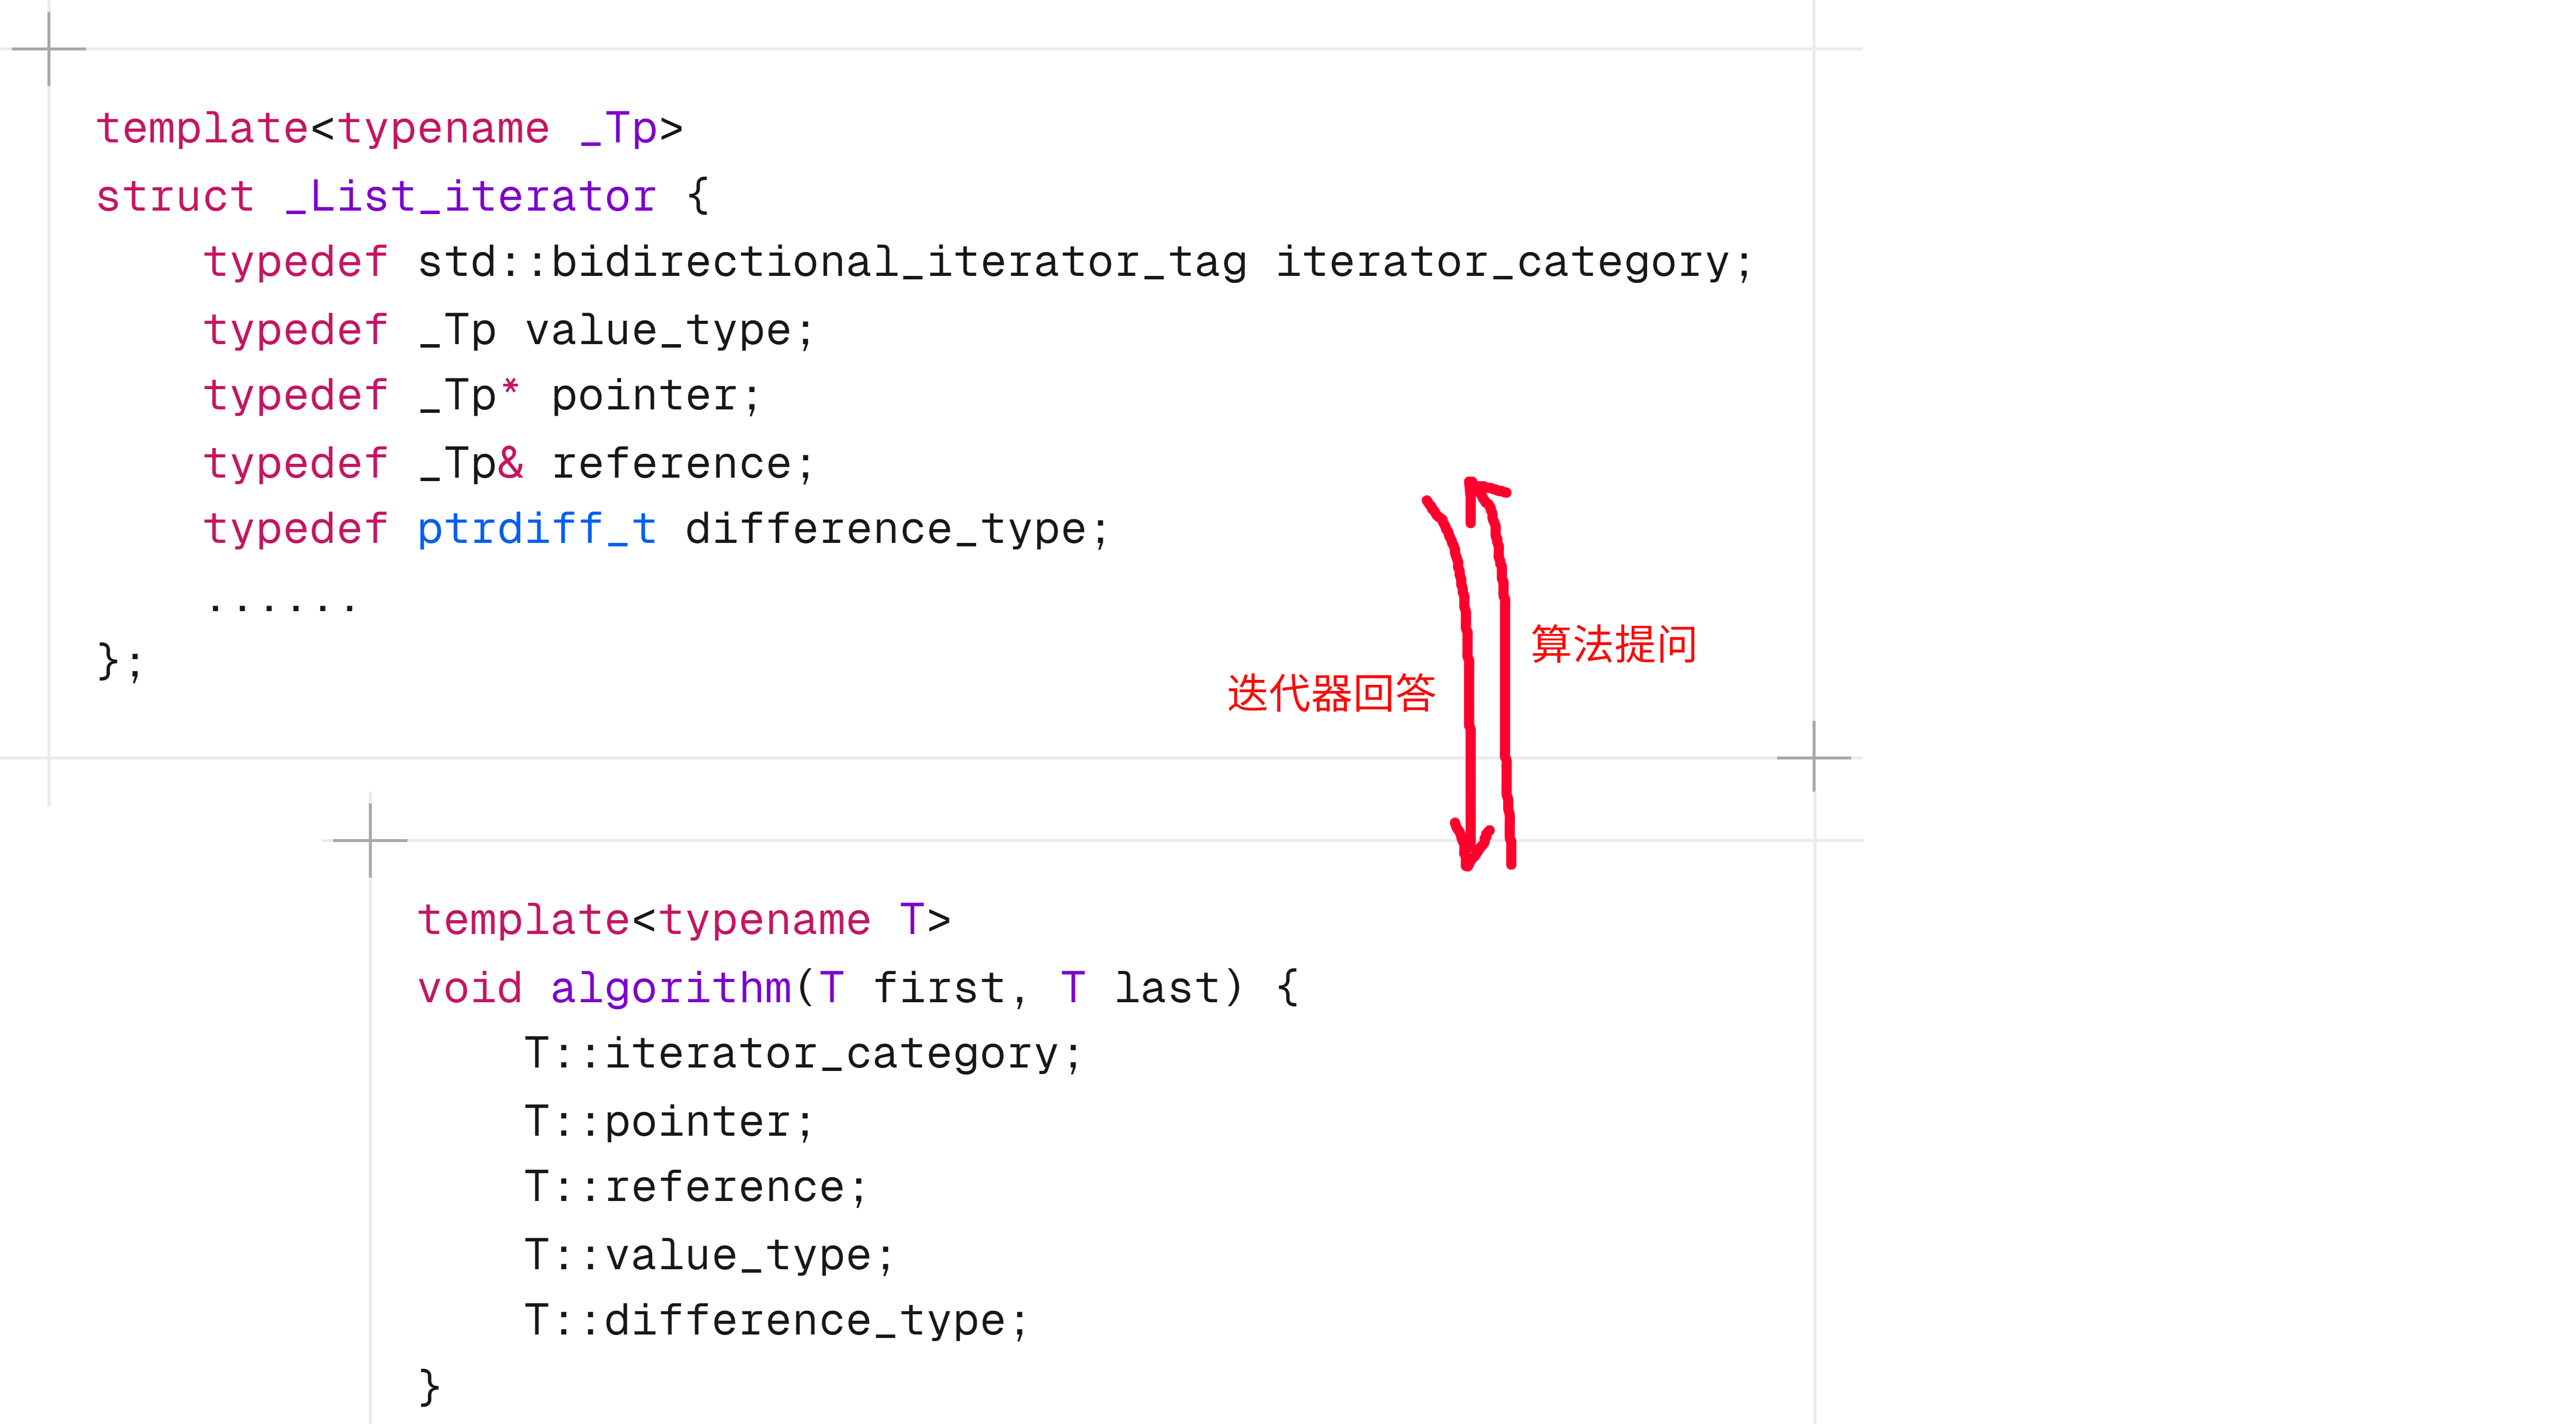 template<typename _Tp>
struct _List_iterator {
typedef std::bidirectional_iterator_tag iterator_category;
typedef _Tp value_type;
typedef _Tp* pointer;
typedef _Tp& reference;
typedef ptrdiff_t difference_type;
......
};
算法提问
迭代器回答
template<typename T>
void algorithm(T first, T last) {
T::iterator_category;
T::pointer;
T::reference;
T::value_type;
T::difference_type;
}